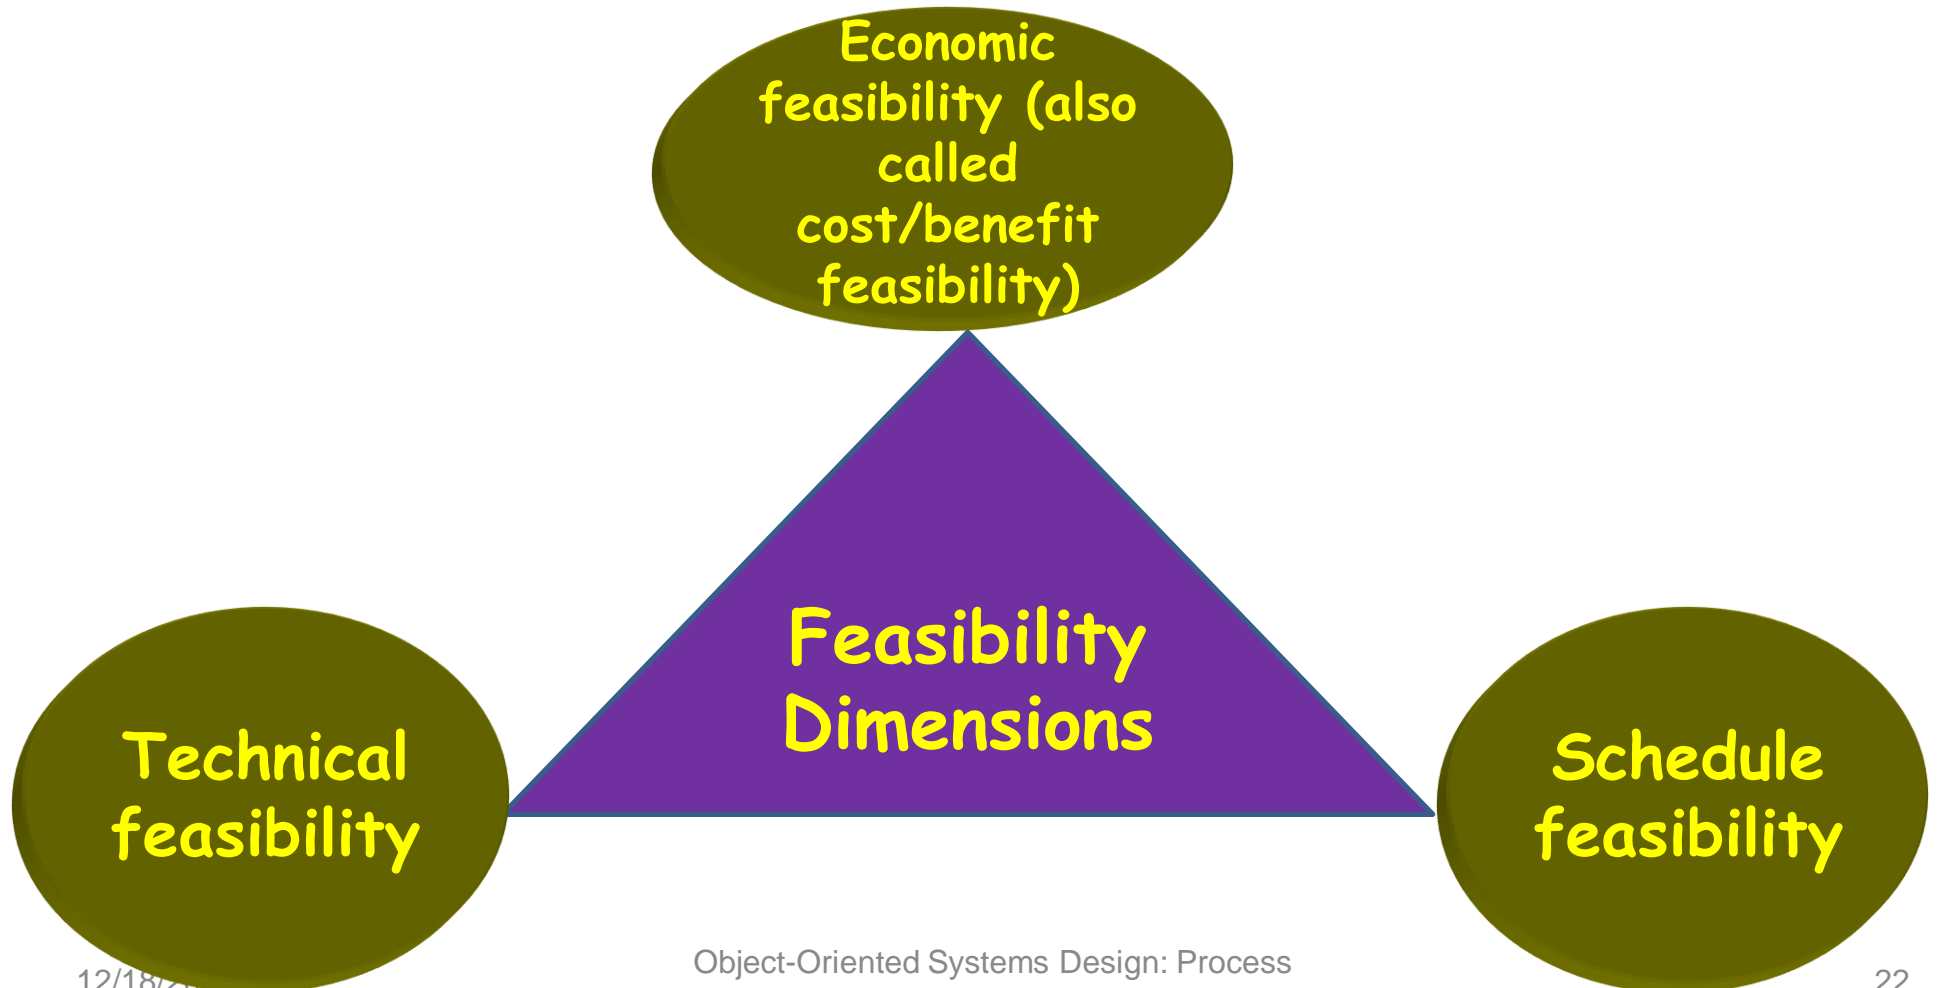 Economic
feasibility (also
called
cost/benefit
feasibility)
Feasibility
Dimensions
Technical
feasibility
Schedule
feasibility
Object-Oriented Systems Design: Process
22